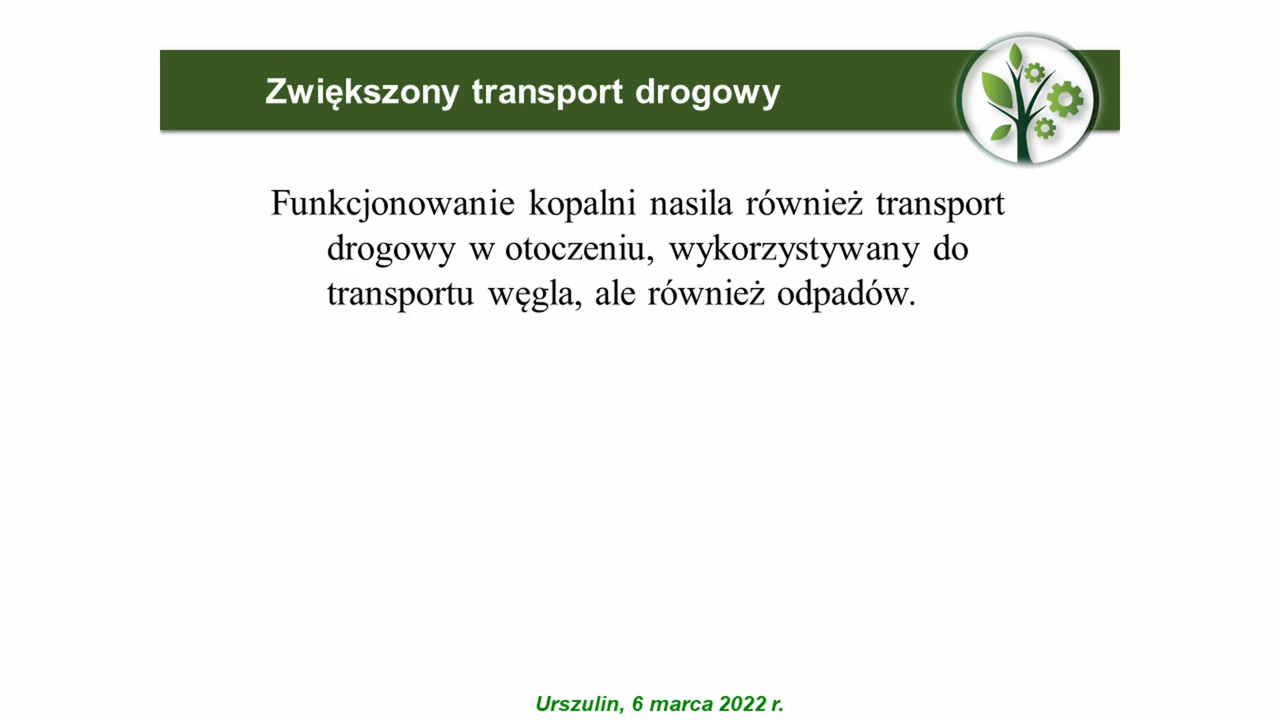 Zwiększony transport drogowy
Funkcjonowanie kopalni nasila również transport
drogowy w otoczeniu, wykorzystywany do
transportu węgla, ale również odpadów.
Urszulin, 6 marca 2022 r.